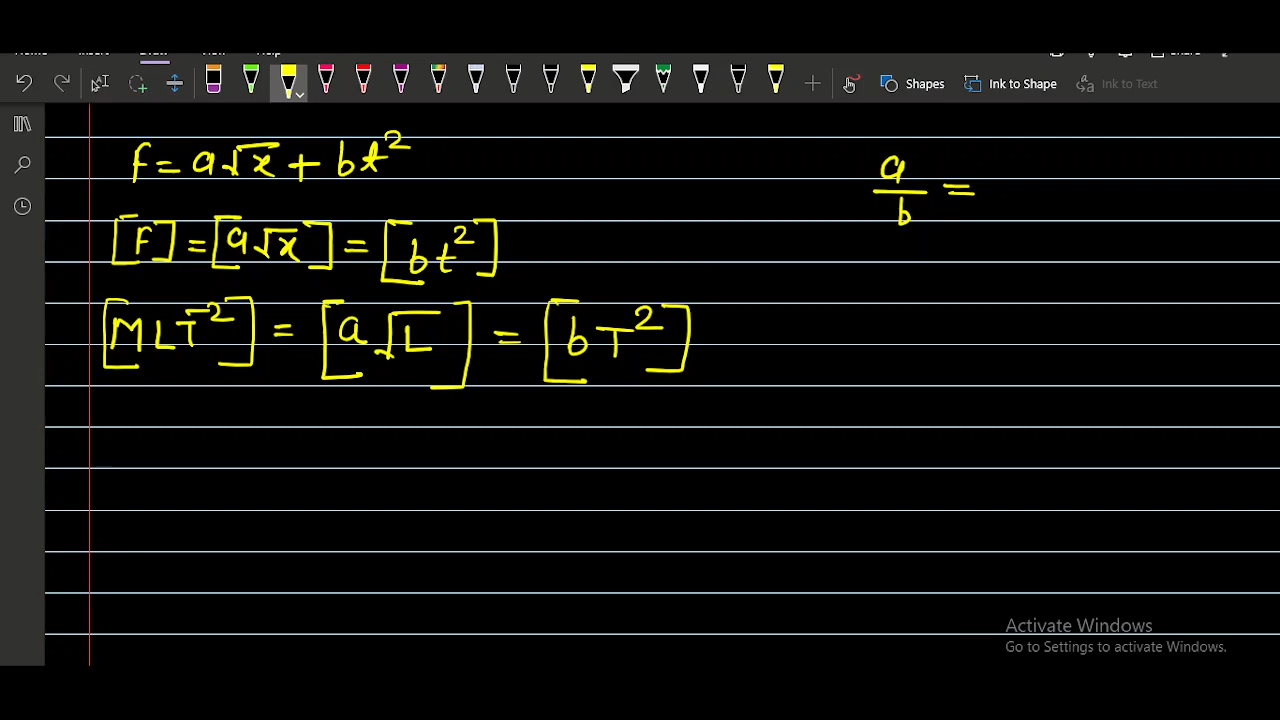 Shapes Ink to Shape Ink to Text
F = a√x + bt²
a/b =
[F] = [a√x] = [bt²]
[MLT⁻²] = [a√L] = [bT²]
Activate Windows
Go to Settings to activate Windows.